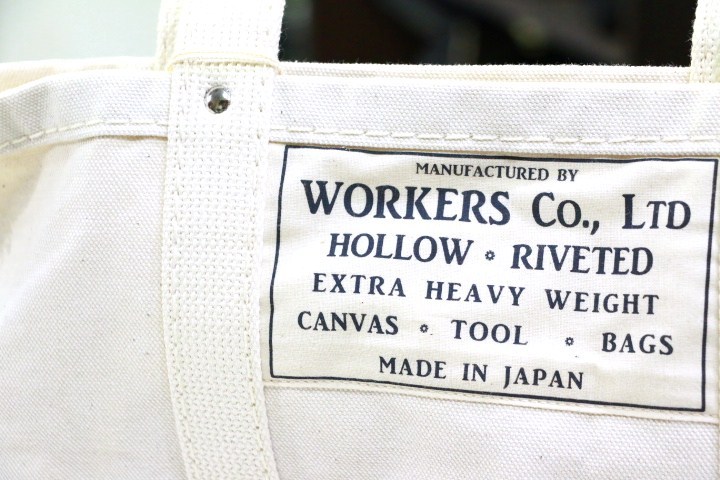 MANUFACTURED BY
WORKERS CO., LTD
HOLLOW * RIVETED
EXTRA HEAVY WEIGHT
CANVAS * TOOL * BAGS
MADE IN JAPAN